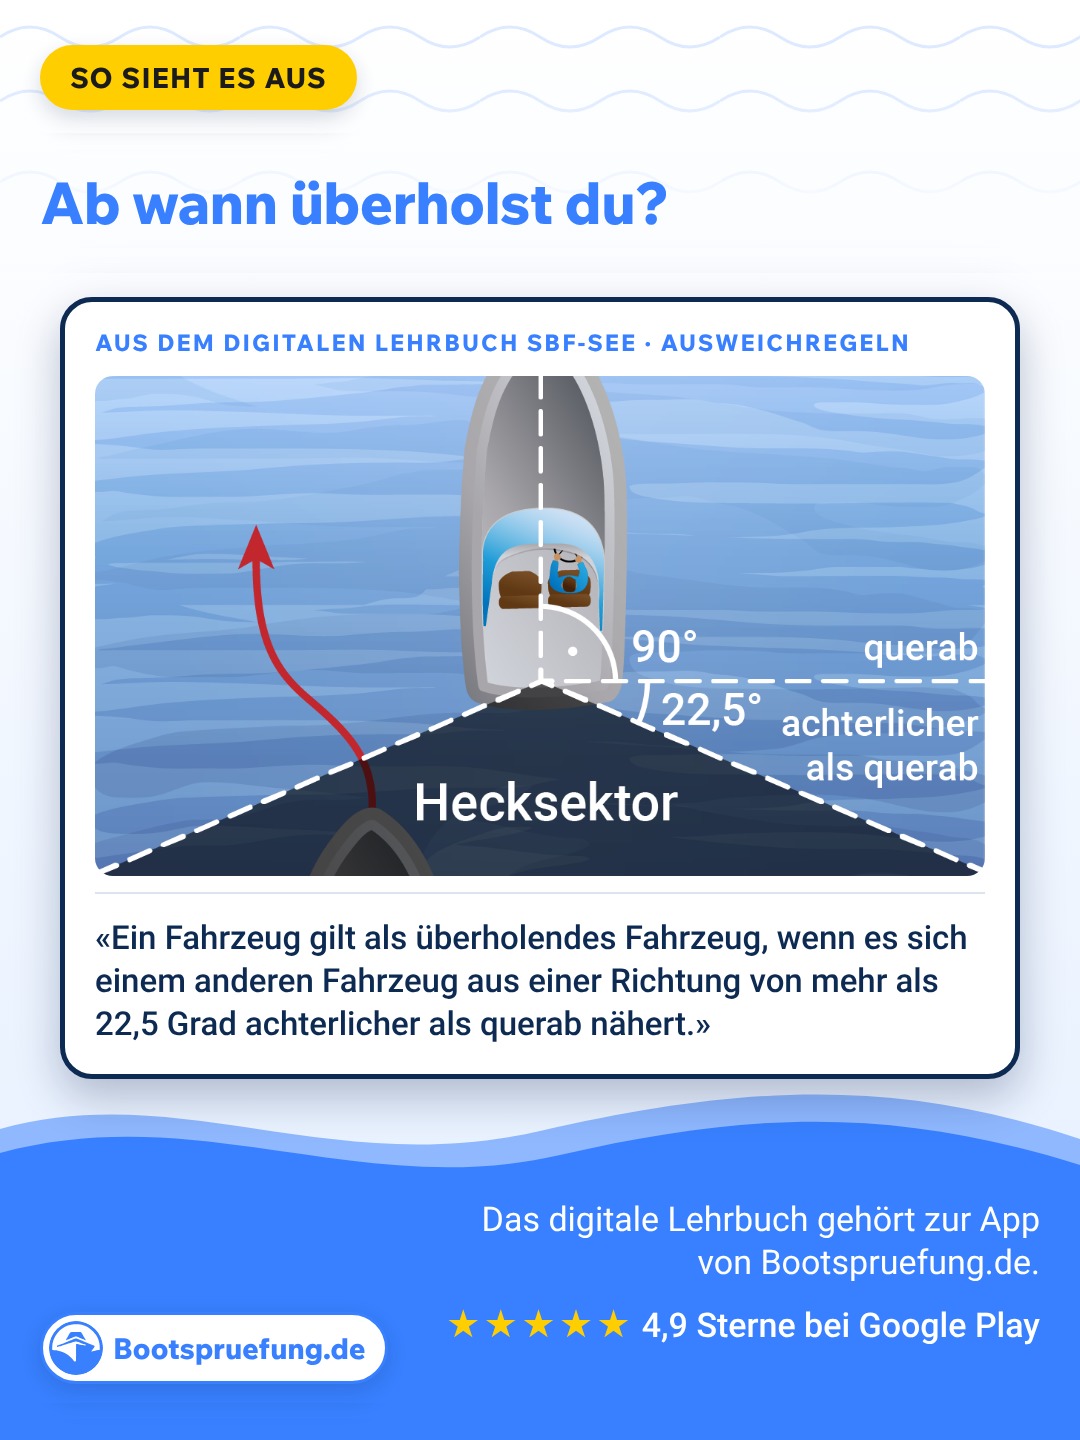 SO SIEHT ES AUS
Ab wann überholst du?
AUS DEM DIGITALEN LEHRBUCH SBF-SEE · AUSWEICHREGELN
90°
querab
22,5°
achterlicher
als querab
Hecksektor
«Ein Fahrzeug gilt als überholendes Fahrzeug, wenn es sich
einem anderen Fahrzeug aus einer Richtung von mehr als
22,5 Grad achterlicher als querab nähert.»
Das digitale Lehrbuch gehört zur App
von Bootspruefung.de.
★★★★★ 4,9 Sterne bei Google Play
Bootspruefung.de